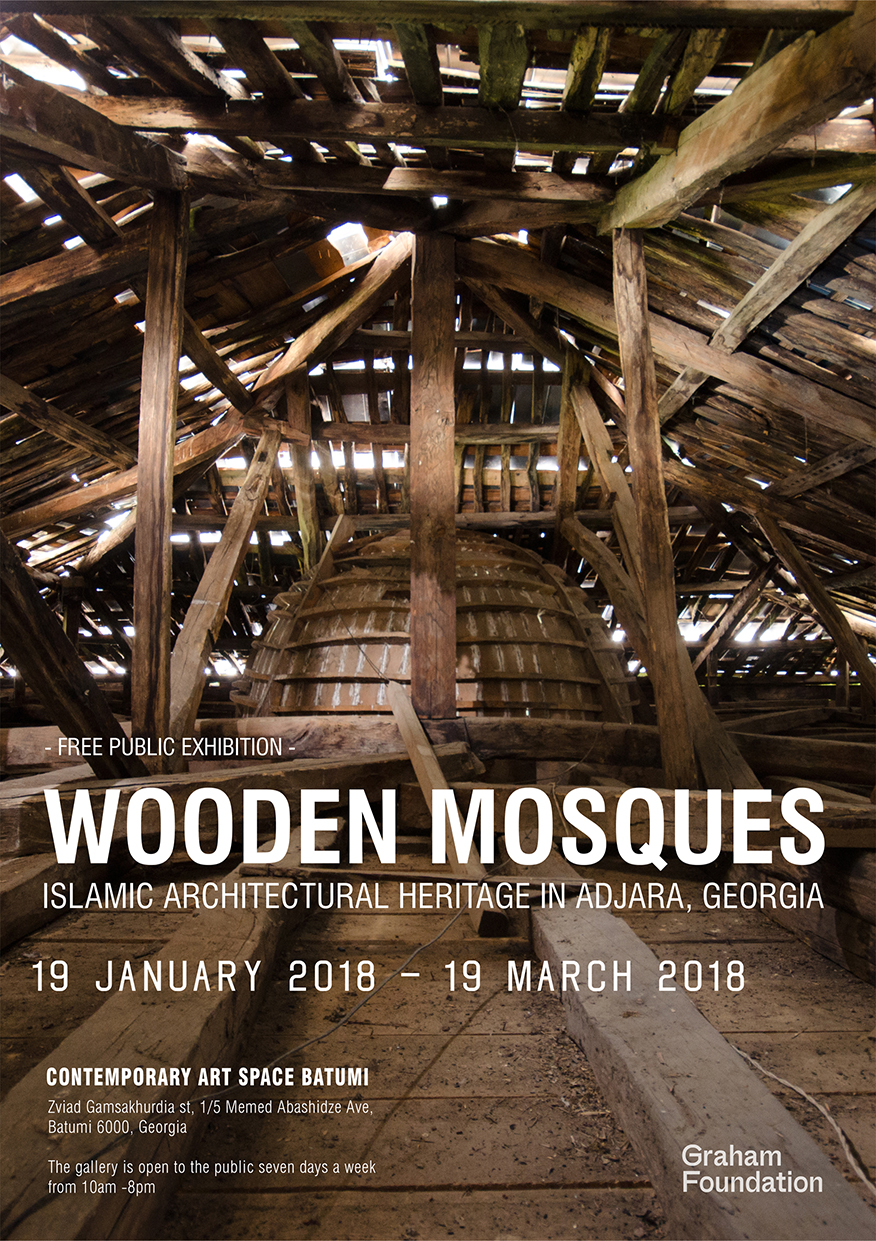 - FREE PUBLIC EXHIBITION -
WOODEN MOSQUES
ISLAMIC ARCHITECTURAL HERITAGE IN ADJARA, GEORGIA
19 JANUARY 2018 – 19 MARCH 2018
CONTEMPORARY ART SPACE BATUMI
Zviad Gamsakhurdia st, 1/5 Memed Abashidze Ave,
Batumi 6000, Georgia
The gallery is open to the public seven days a week
from 10am -8pm
Graham
Foundation